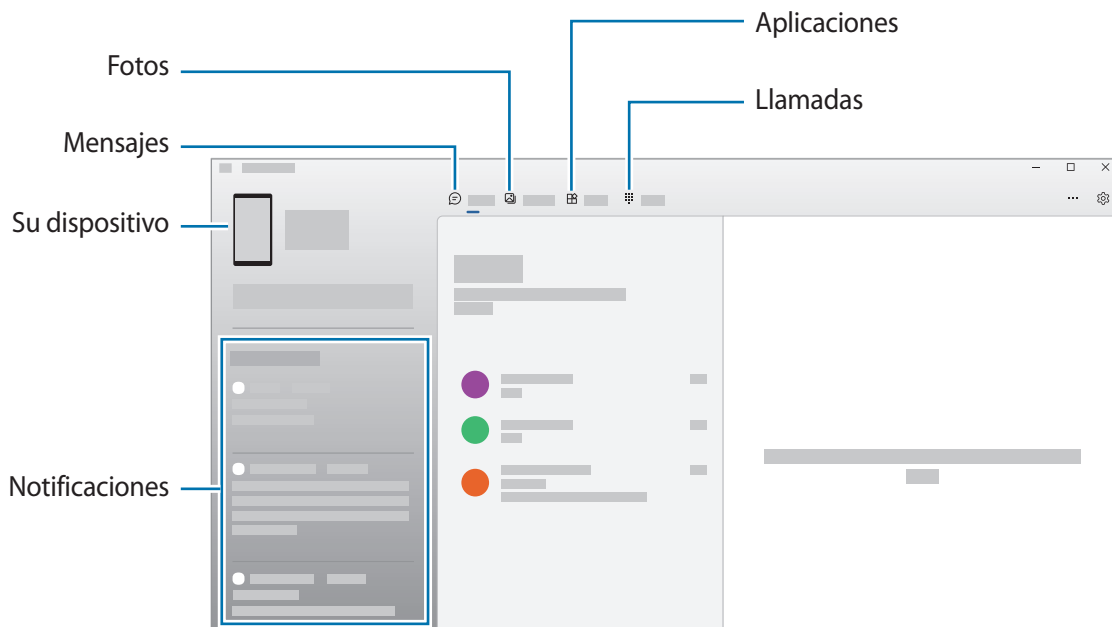 Aplicaciones
Fotos
Llamadas
Mensajes
Su dispositivo
Notificaciones